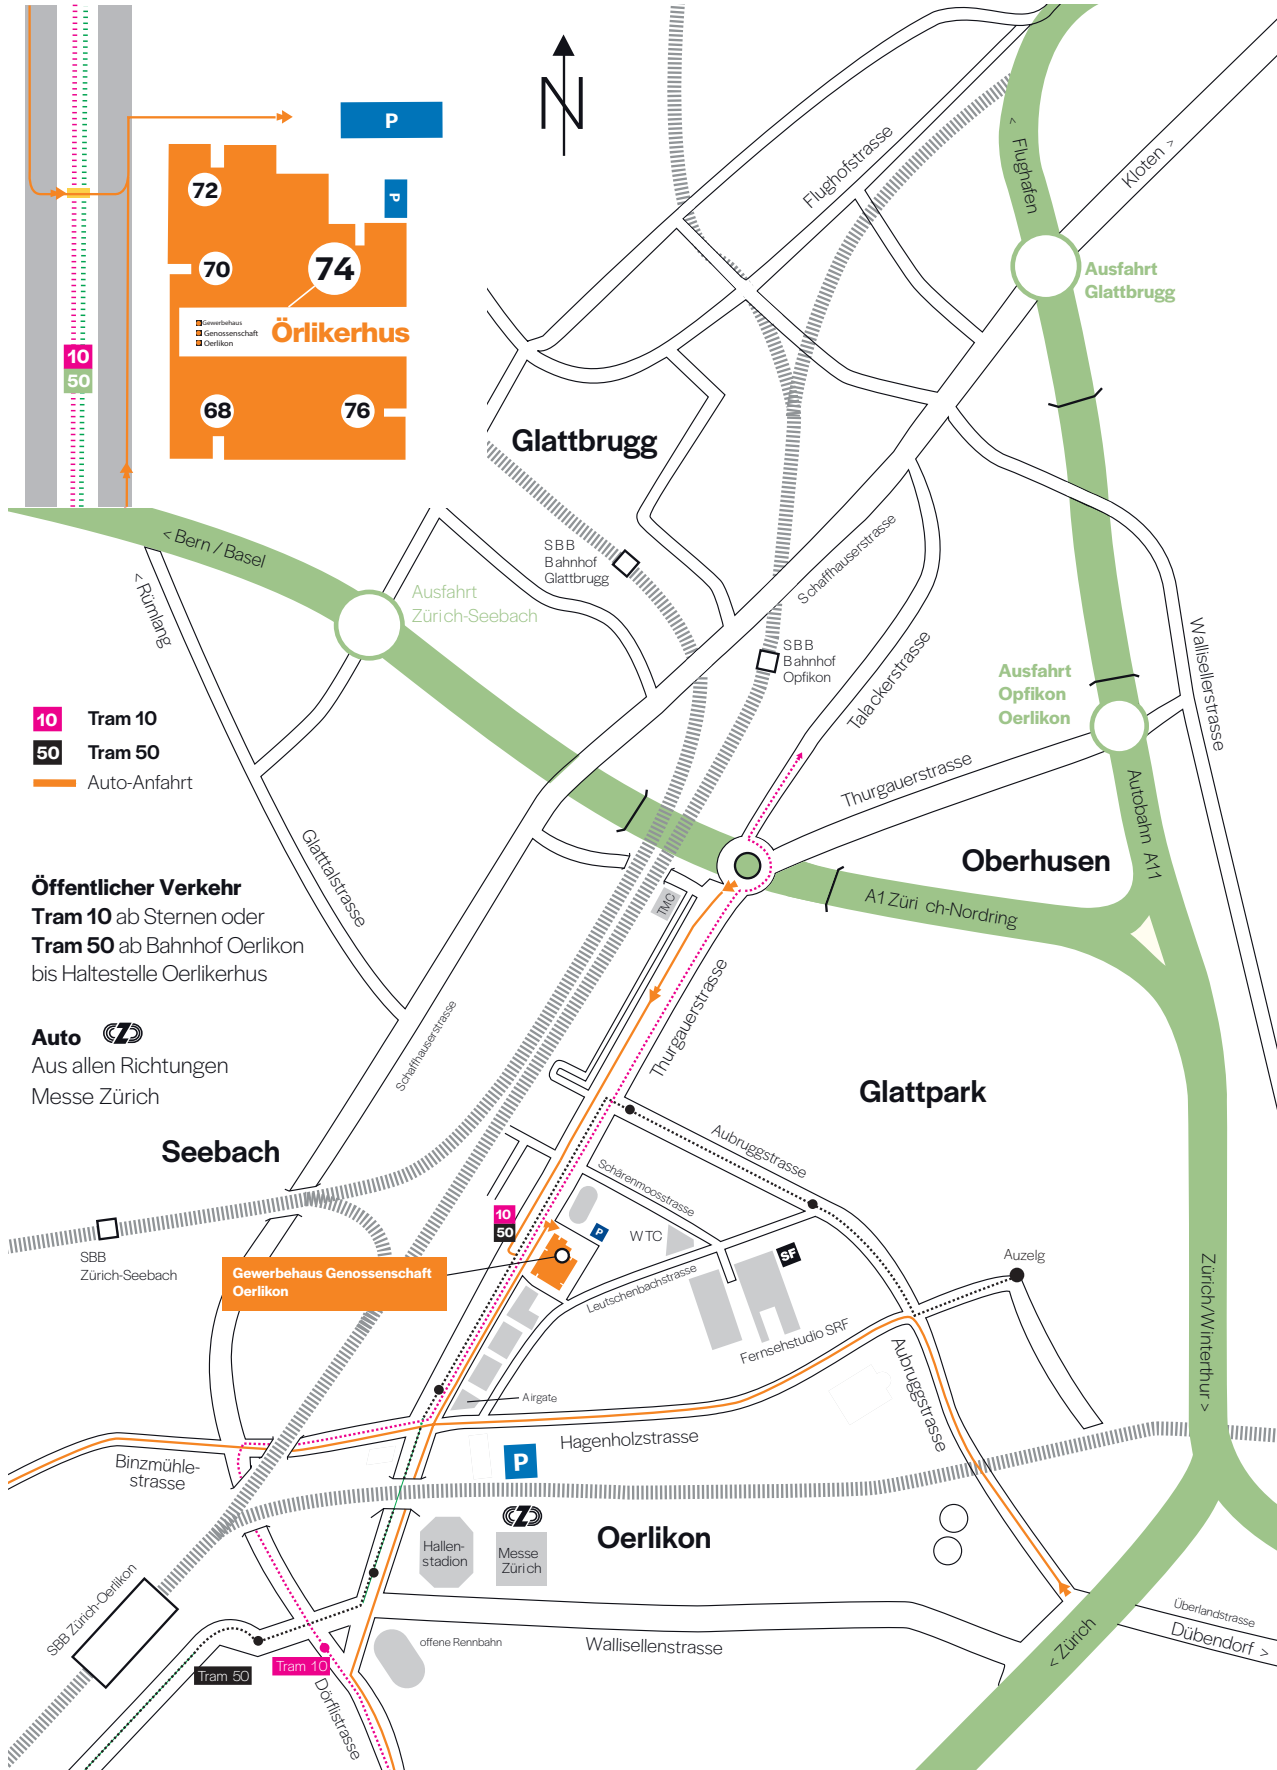 N
P
P
72
70
74
Gewerbehaus
Genossenschaft
Oerlikon
Örlikerhus
10
50
68
76
Flughofstrasse
< Flughafen
Kloten >
Ausfahrt
Glattbrugg
Glattbrugg
< Bern / Basel
SBB
Bahnhof
Glattbrugg
Schaffhauserstrasse
< Rümlang
Ausfahrt
Zürich-Seebach
SBB
Bahnhof
Opfikon
Talackerstrasse
Wallisellerstrasse
Ausfahrt
Opfikon
Oerlikon
10 Tram 10
50 Tram 50
Auto-Anfahrt
Thurgauerstrasse
Autobahn A11
Glatttalstrasse
Oberhusen
Öffentlicher Verkehr
Tram 10 ab Sternen oder
Tram 50 ab Bahnhof Oerlikon
bis Haltestelle Oerlikerhus
TMC
A1 Züri ch-Nordring
Auto
Aus allen Richtungen
Messe Zürich
Schaffhauserstrasse
Thurgauerstrasse
Glattpark
Seebach
Aubruggstrasse
Schärenmoosstrasse
10
50
P
WTC
SF
SBB
Zürich-Seebach
Gewerbehaus Genossenschaft
Oerlikon
Leutschenbachstrasse
Auzelg
Fernsehstudio SRF
Zürich/Winterthur >
Aubruggstrasse
Airgate
Binzmühle-
strasse
Hagenholzstrasse
P
Hallen-
stadion
Messe
Zürich
Oerlikon
SBB Zürich-Oerlikon
Tram 50
Tram 10
offene Rennbahn
Wallisellenstrasse
Dörflistrasse
< Zürich
Überlandstrasse
Dübendorf >